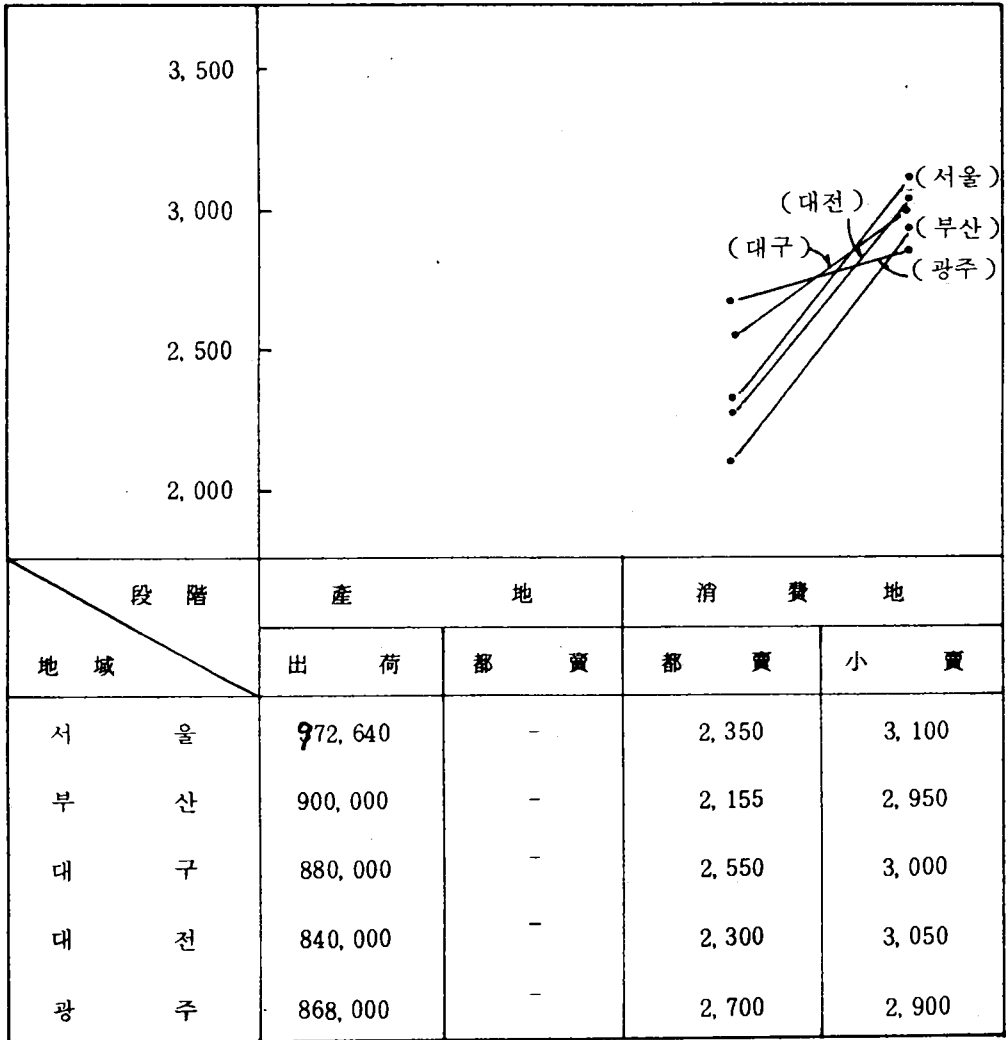 3, 500
3, 000
2, 500
2, 000
( 서울 )
( 대전 )
( 부산 )
( 대구 )
( 광주 )
段 階
産 地
消 費 地
地 域
出 荷
都 賣
都 賣
小 賣
서 울 972, 640 - 2, 350 3, 100
부 산 900, 000 - 2, 155 2, 950
대 구 880, 000 - 2, 550 3, 000
대 전 840, 000 - 2, 300 3, 050
광 주 868, 000 - 2, 700 2, 900